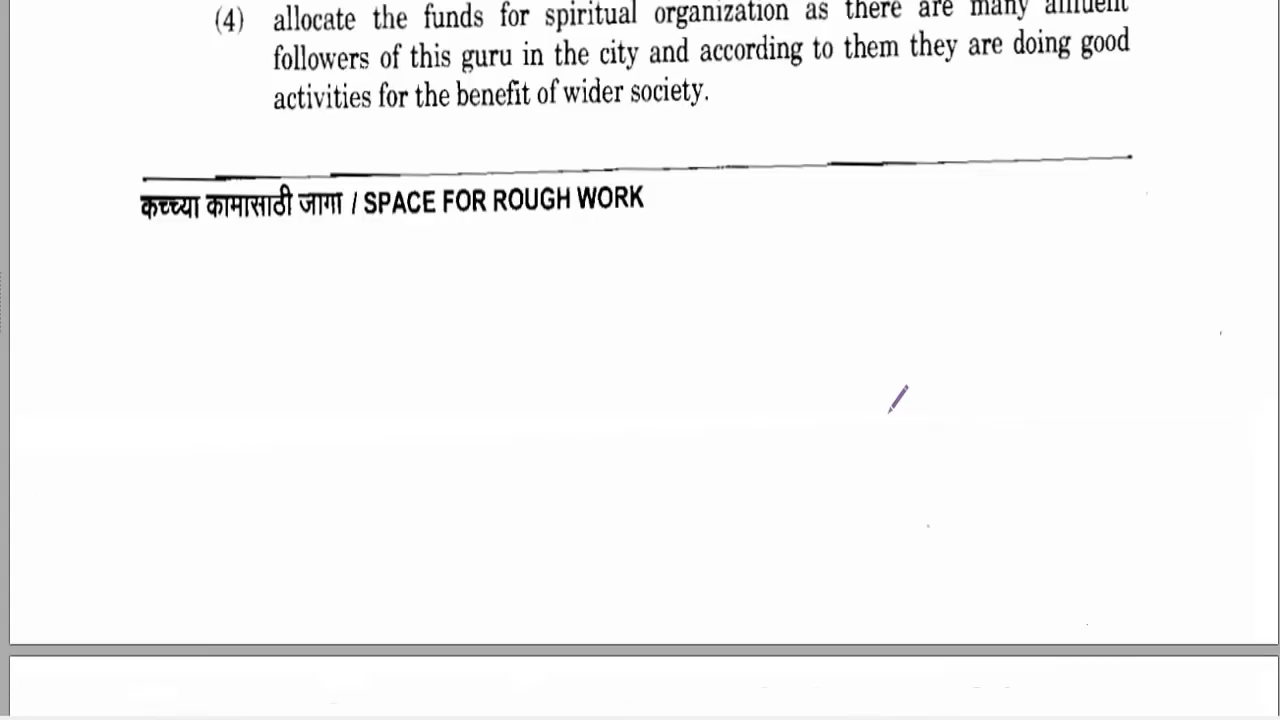 (4) allocate the funds for spiritual organization as there are many affluent
followers of this guru in the city and according to them they are doing good
activities for the benefit of wider society.
कच्च्या कामासाठी जागा / SPACE FOR ROUGH WORK